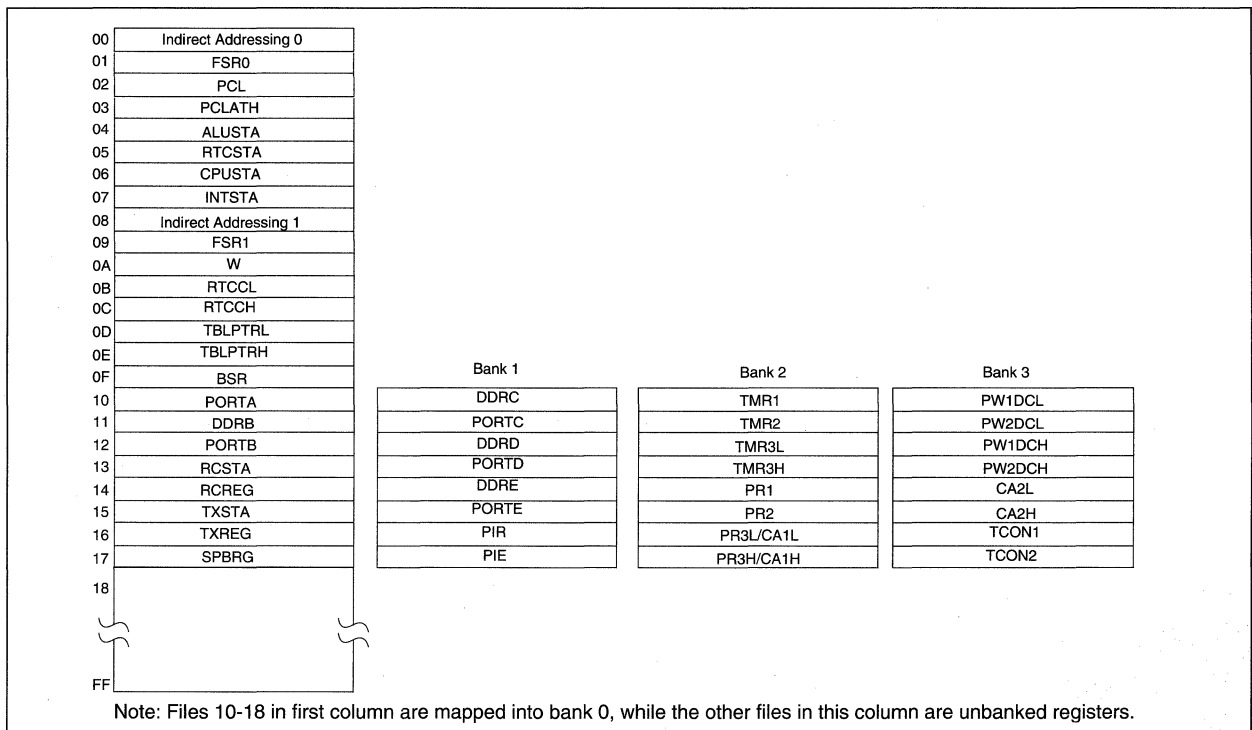 00 Indirect Addressing 0
01 FSR0
02 PCL
03 PCLATH
04 ALUSTA
05 RTCSTA
06 CPUSTA
07 INTSTA
08 Indirect Addressing 1
09 FSR1
0A W
0B RTCCL
0C RTCCH
0D TBLPTRL
0E TBLPTRH
0F BSR Bank 1 Bank 2 Bank 3
10 PORTA DDRC TMR1 PW1DCL
11 DDRB PORTC TMR2 PW2DCL
12 PORTB DDRD TMR3L PW1DCH
13 RCSTA PORTD TMR3H PW2DCH
14 RCREG DDRE PR1 CA2L
15 TXSTA PORTE PR2 CA2H
16 TXREG PIR PR3L/CA1L TCON1
17 SPBRG PIE PR3H/CA1H TCON2
18
FF
Note: Files 10-18 in first column are mapped into bank 0, while the other files in this column are unbanked registers.